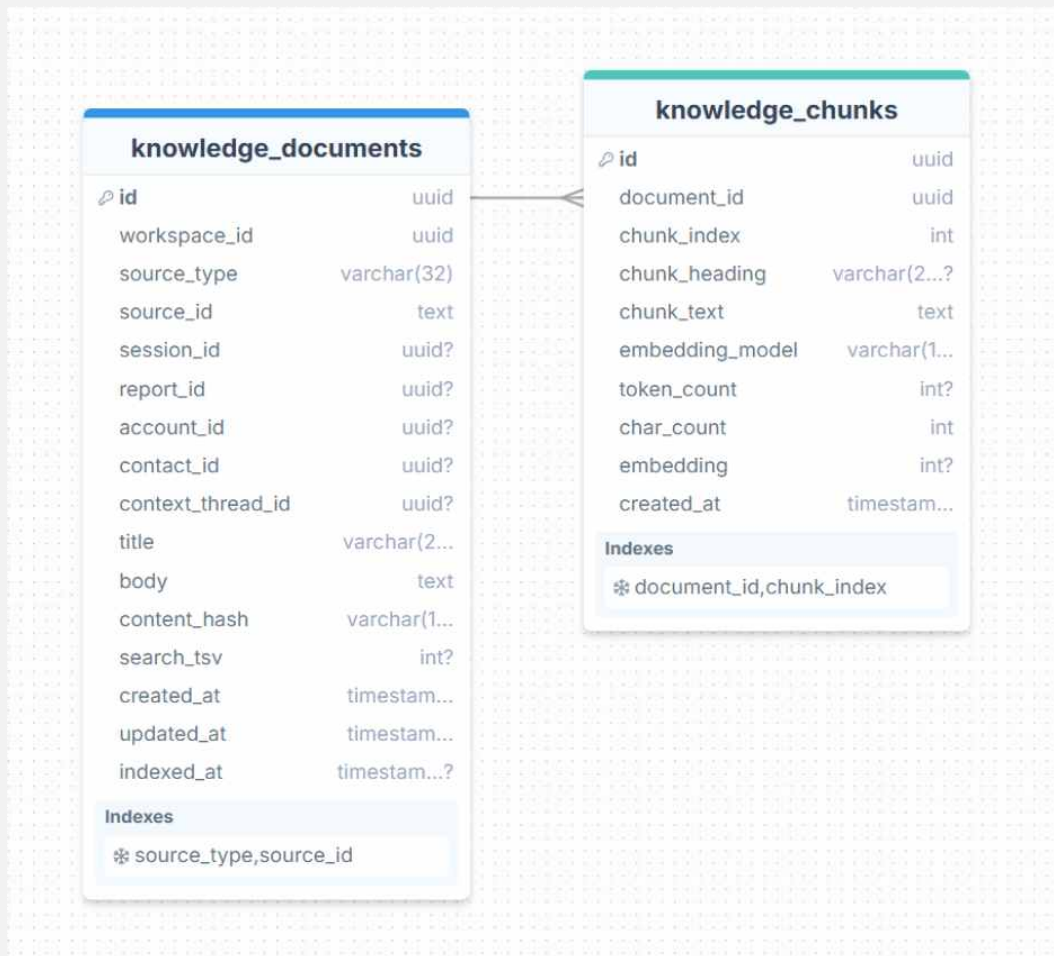 knowledge_documents
id uuid
workspace_id uuid
source_type varchar(32)
source_id text
session_id uuid?
report_id uuid?
account_id uuid?
contact_id uuid?
context_thread_id uuid?
title varchar(2...
body text
content_hash varchar(1...
search_tsv int?
created_at timestam...
updated_at timestam...
indexed_at timestam...?
Indexes
source_type,source_id
knowledge_chunks
id uuid
document_id uuid
chunk_index int
chunk_heading varchar(2...?
chunk_text text
embedding_model varchar(1...
token_count int?
char_count int
embedding int?
created_at timestam...
Indexes
document_id,chunk_index